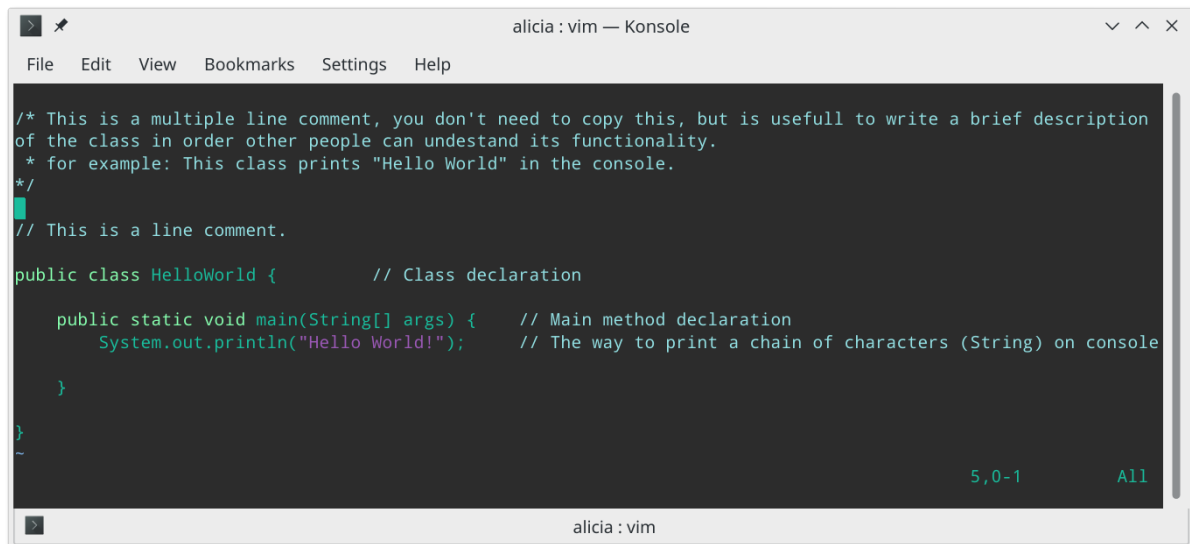 alicia : vim — Konsole
File Edit View Bookmarks Settings Help
/* This is a multiple line comment, you don't need to copy this, but is usefull to write a brief description
of the class in order other people can undestand its functionality.
 * for example: This class prints "Hello World" in the console.
*/
// This is a line comment.
public class HelloWorld {         // Class declaration
    public static void main(String[] args) {    // Main method declaration
        System.out.println("Hello World!");     // The way to print a chain of characters (String) on console
    }
}
~
5,0-1         All
alicia : vim